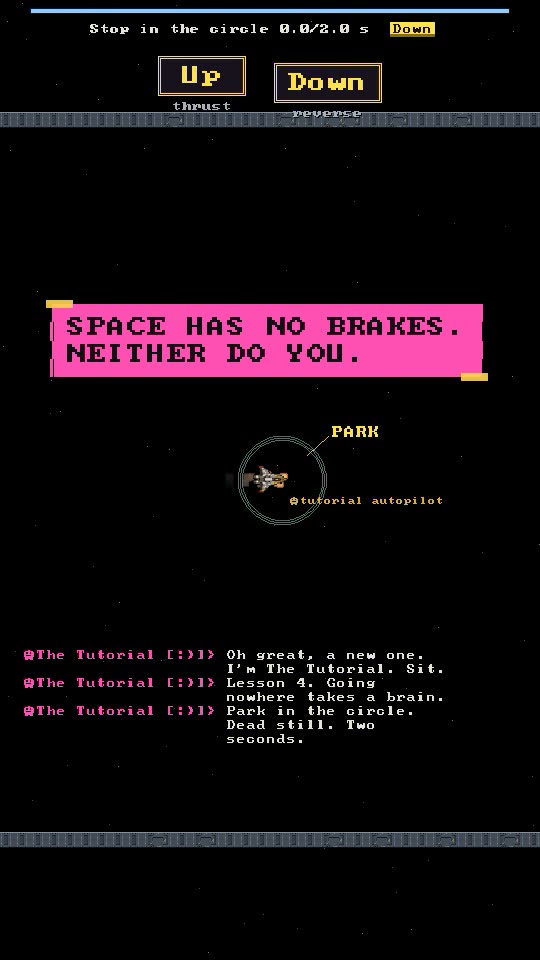 Stop in the circle 0.0/2.0 s Down
Up Down
thrust reverse
SPACE HAS NO BRAKES.
NEITHER DO YOU.
PARK
@tutorial autopilot
@The Tutorial [:)]> Oh great, a new one.
I'm The Tutorial. Sit.
@The Tutorial [:)]> Lesson 4. Going
nowhere takes a brain.
@The Tutorial [:)]> Park in the circle.
Dead still. Two
seconds.